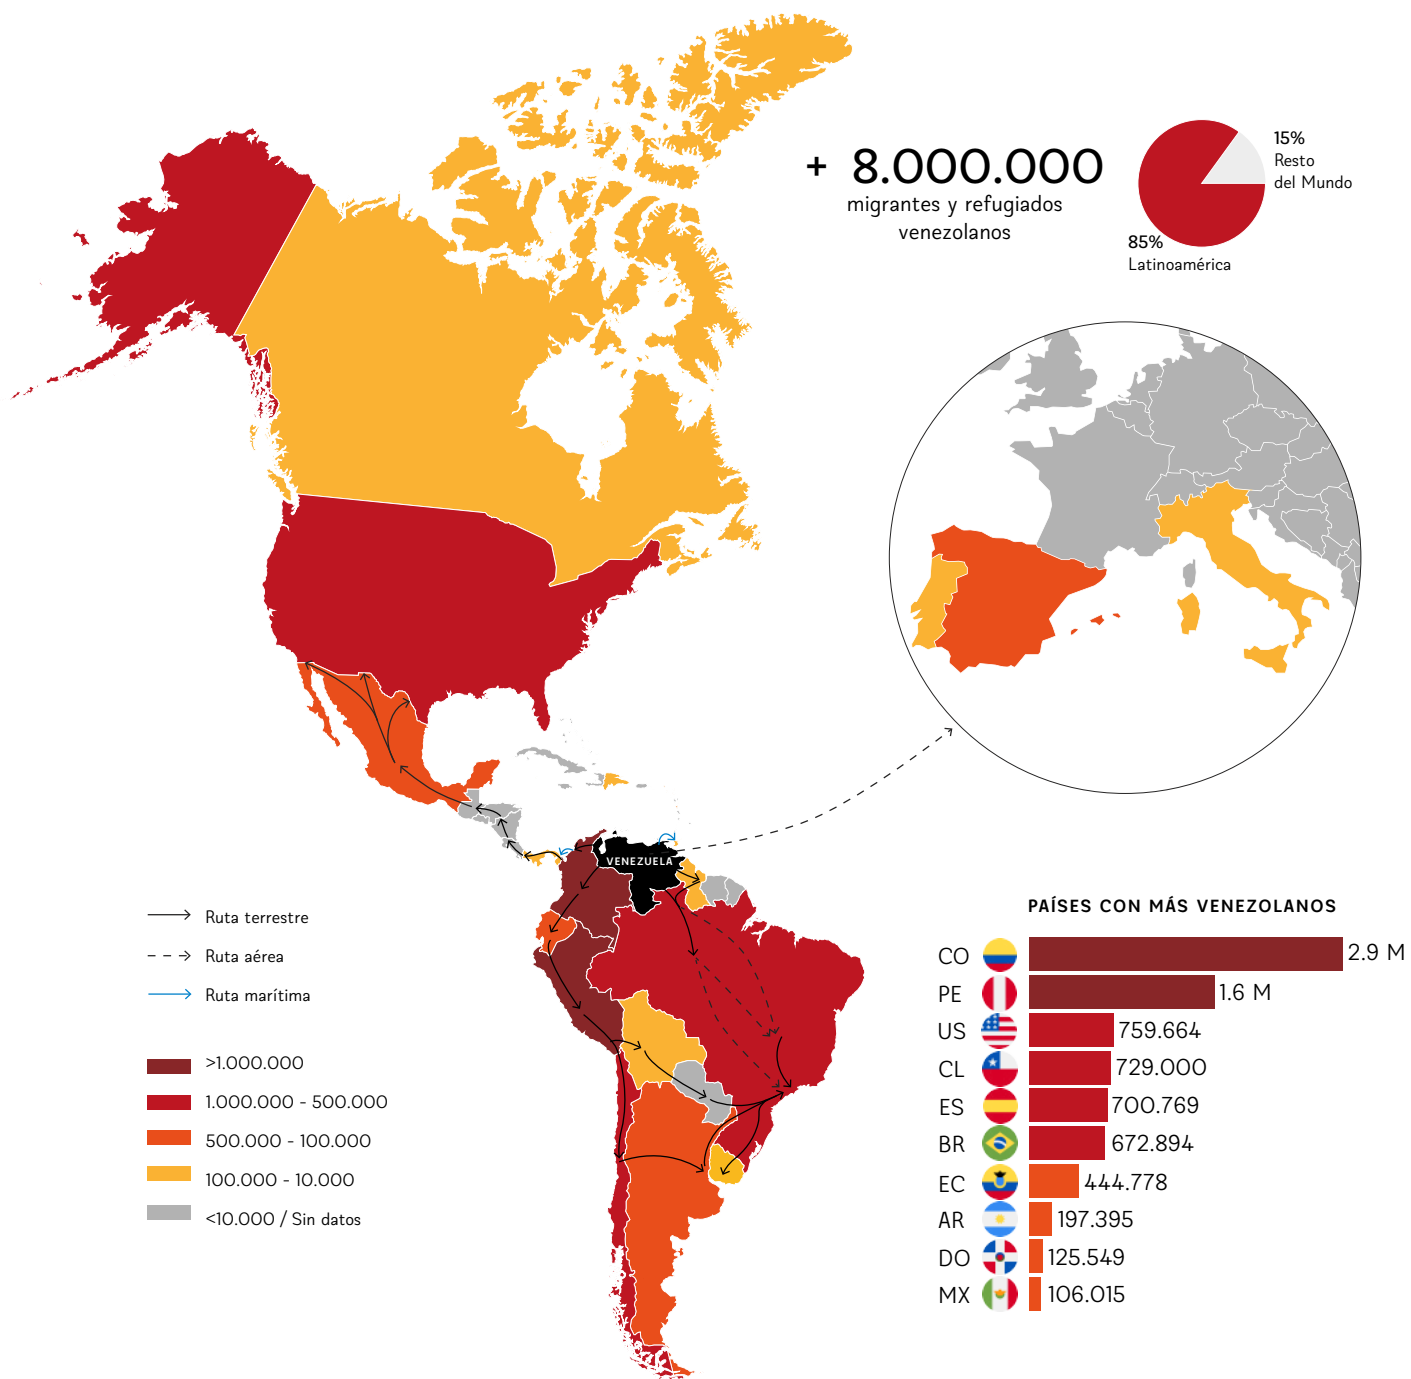 + 8.000.000
migrantes y refugiados
venezolanos
15%
Resto
del Mundo
85%
Latinoamérica
VENEZUELA
Ruta terrestre
Ruta aérea
Ruta marítima
>1.000.000
1.000.000 - 500.000
500.000 - 100.000
100.000 - 10.000
<10.000 / Sin datos
PAÍSES CON MÁS VENEZOLANOS
CO 2.9 M
PE 1.6 M
US 759.664
CL 729.000
ES 700.769
BR 672.894
EC 444.778
AR 197.395
DO 125.549
MX 106.015